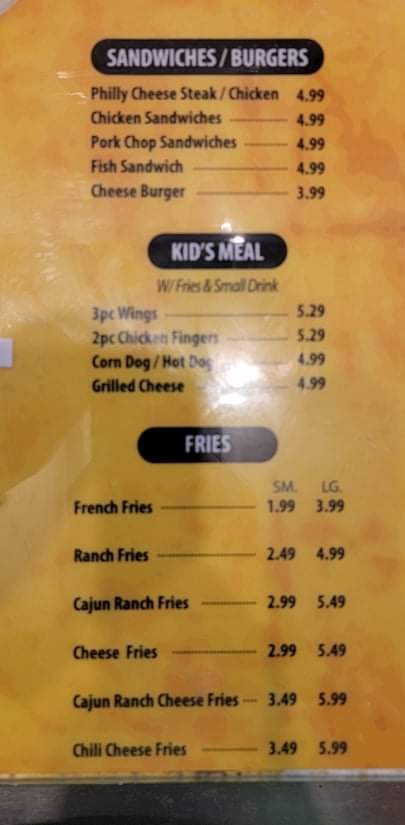 SANDWICHES / BURGERS
Philly Cheese Steak / Chicken 4.99
Chicken Sandwiches 4.99
Pork Chop Sandwiches 4.99
Fish Sandwich 4.99
Cheese Burger 3.99
KID'S MEAL
W/ Fries & Small Drink
3pc Wings 5.29
2pc Chicken Fingers 5.29
Corn Dog / Hot Dog 4.99
Grilled Cheese 4.99
FRIES
SM. LG.
French Fries 1.99 3.99
Ranch Fries 2.49 4.99
Cajun Ranch Fries 2.99 5.49
Cheese Fries 2.99 5.49
Cajun Ranch Cheese Fries 3.49 5.99
Chili Cheese Fries 3.49 5.99